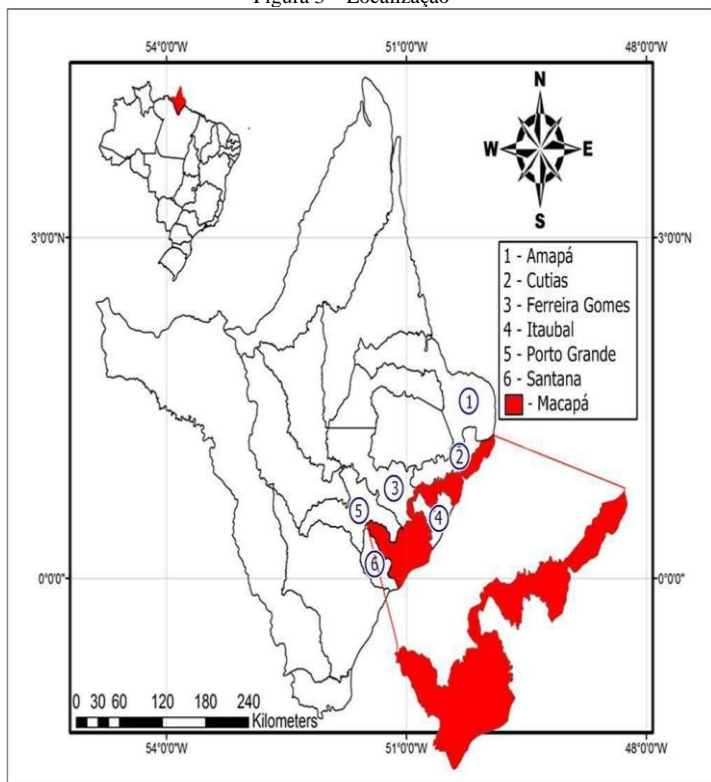 Figura 3 – Localização
54°0'0"W 51°0'0"W 48°0'0"W
N
W E
S
3°0'0"N 3°0'0"N
1 - Amapá
2 - Cutias
3 - Ferreira Gomes
4 - Itaubal
5 - Porto Grande
6 - Santana
- Macapá
1
2
3
4
5
6
0°0'0" 0°0'0"
0 30 60 120 180 240
Kilometers
54°0'0"W 51°0'0"W 48°0'0"W